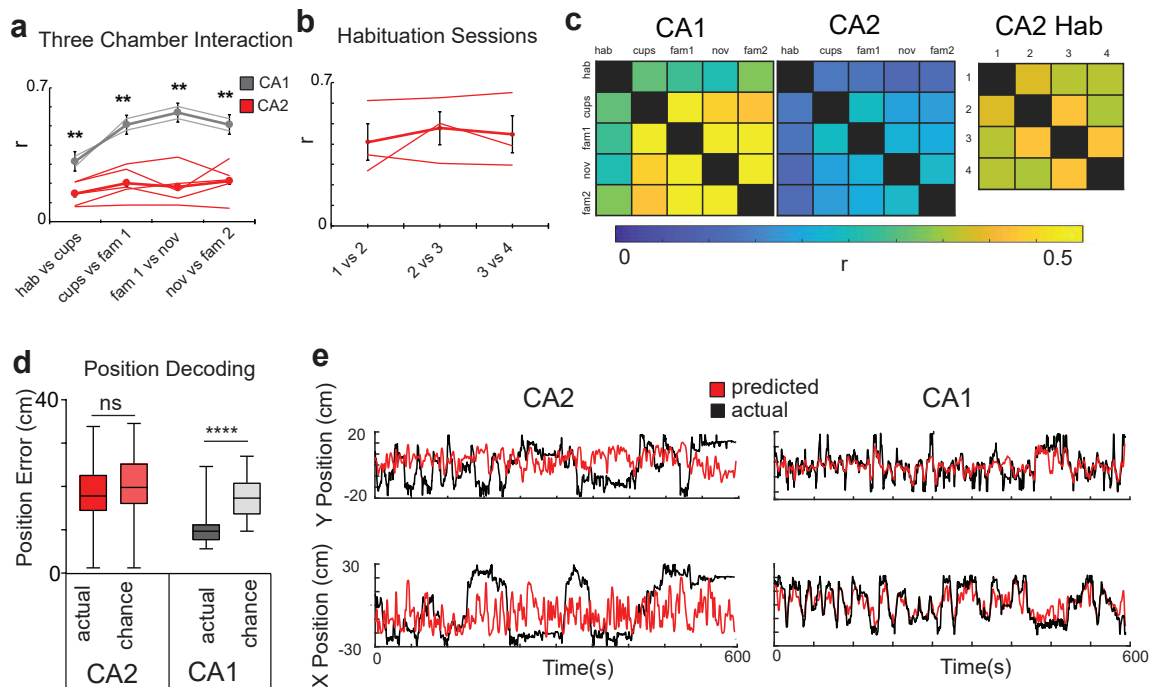 a
Three Chamber Interaction
0.7
r
0
CA1
CA2
**
**
**
**
hab vs cups
cups vs fam 1
fam 1 vs nov
nov vs fam 2
b
Habituation Sessions
0.7
r
0
1 vs 2
2 vs 3
3 vs 4
c
CA1
CA2
CA2 Hab
hab cups fam1 nov fam2
hab cups fam1 nov fam2
1 2 3 4
hab
cups
fam1
nov
fam2
1
2
3
4
0
r
0.5
d
Position Decoding
Position Error (cm)
40
0
ns
****
actual
chance
actual
chance
CA2
CA1
e
CA2
predicted
actual
CA1
Y Position (cm)
20
-20
X Position (cm)
30
-30
0
Time(s)
600
0
Time(s)
600